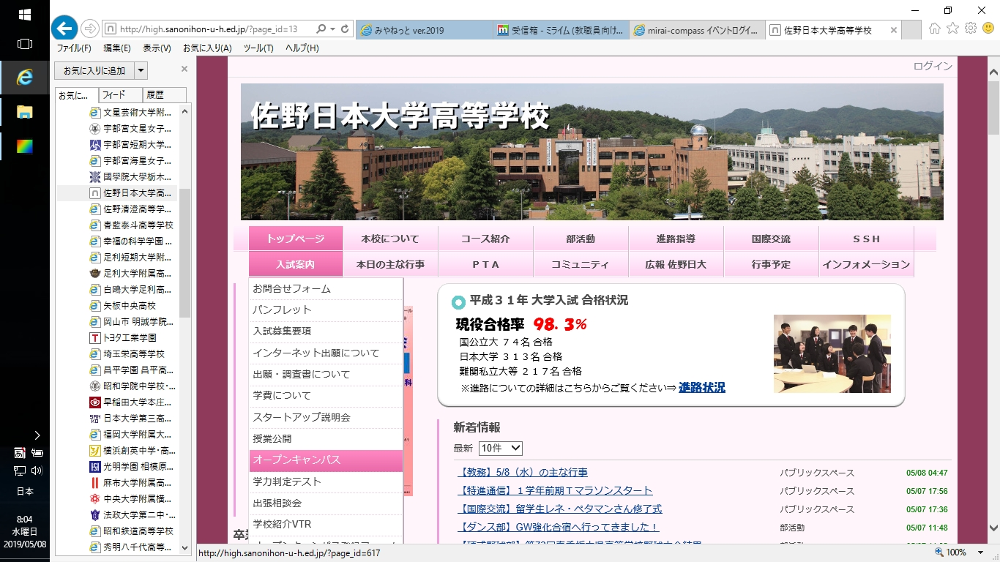 http://high.sanonihon-u-h.ed.jp/?page_id=13
みやねっと ver.2019
受信箱 - ミライム (教職員向け...
mirai-compass イベントログイ...
佐野日本大学高等学校
ファイル(F) 編集(E) 表示(V) お気に入り(A) ツール(T) ヘルプ(H)
お気に入りに追加
お気に... フィード 履歴
文星芸術大学附...
宇都宮文星女子...
宇都宮短期大学...
宇都宮海星女子...
國學院大學栃木...
佐野日本大学高...
佐野清澄高等学...
青藍泰斗高等学校
幸福の科学学園 ...
足利短期大学附...
足利大学附属高...
白鴎大学足利高...
矢板中央高校
岡山市 明誠学院...
トヨタ工業学園
埼玉栄高等学校
昌平学園 昌平高...
昭和学院中学校・...
早稲田大学本庄...
日本大学第三高...
福岡大学附属大...
横浜創英中学・高...
光明学園 相模原...
麻布大学附属高...
中央大学附属横...
法政大学第二中・...
昭和鉄道高等学校
秀明八千代高等...
日本
8:04
水曜日
2019/05/08
ログイン
佐野日本大学高等学校
トップページ 本校について コース紹介 部活動 進路指導 国際交流 ＳＳＨ
入試案内 本日の主な行事 ＰＴＡ コミュニティ 広報 佐野日大 行事予定 インフォメーション
お問合せフォーム
パンフレット
入試募集要項
インターネット出願について
出願・調査書について
学費について
スタートアップ説明会
授業公開
オープンキャンパス
学力判定テスト
出張相談会
学校紹介VTR
平成３１年 大学入試 合格状況
現役合格率 98.3%
国公立大 ７４名 合格
日本大学 ３１３名 合格
難関私立大等 ２１７名 合格
※進路についての詳細はこちらからご覧ください⇒ 進路状況
新着情報
最新 10件
【教務】5/8（水）の主な行事 パブリックスペース 05/08 04:47
【特進通信】１学年前期Ｔマラソンスタート パブリックスペース 05/07 17:56
【国際交流】留学生レネ・ペタマンさん修了式 パブリックスペース 05/07 17:36
【ダンス部】GW強化合宿へ行ってきました！ 部活動 05/07 11:48
http://high.sanonihon-u-h.ed.jp/?page_id=617
100%